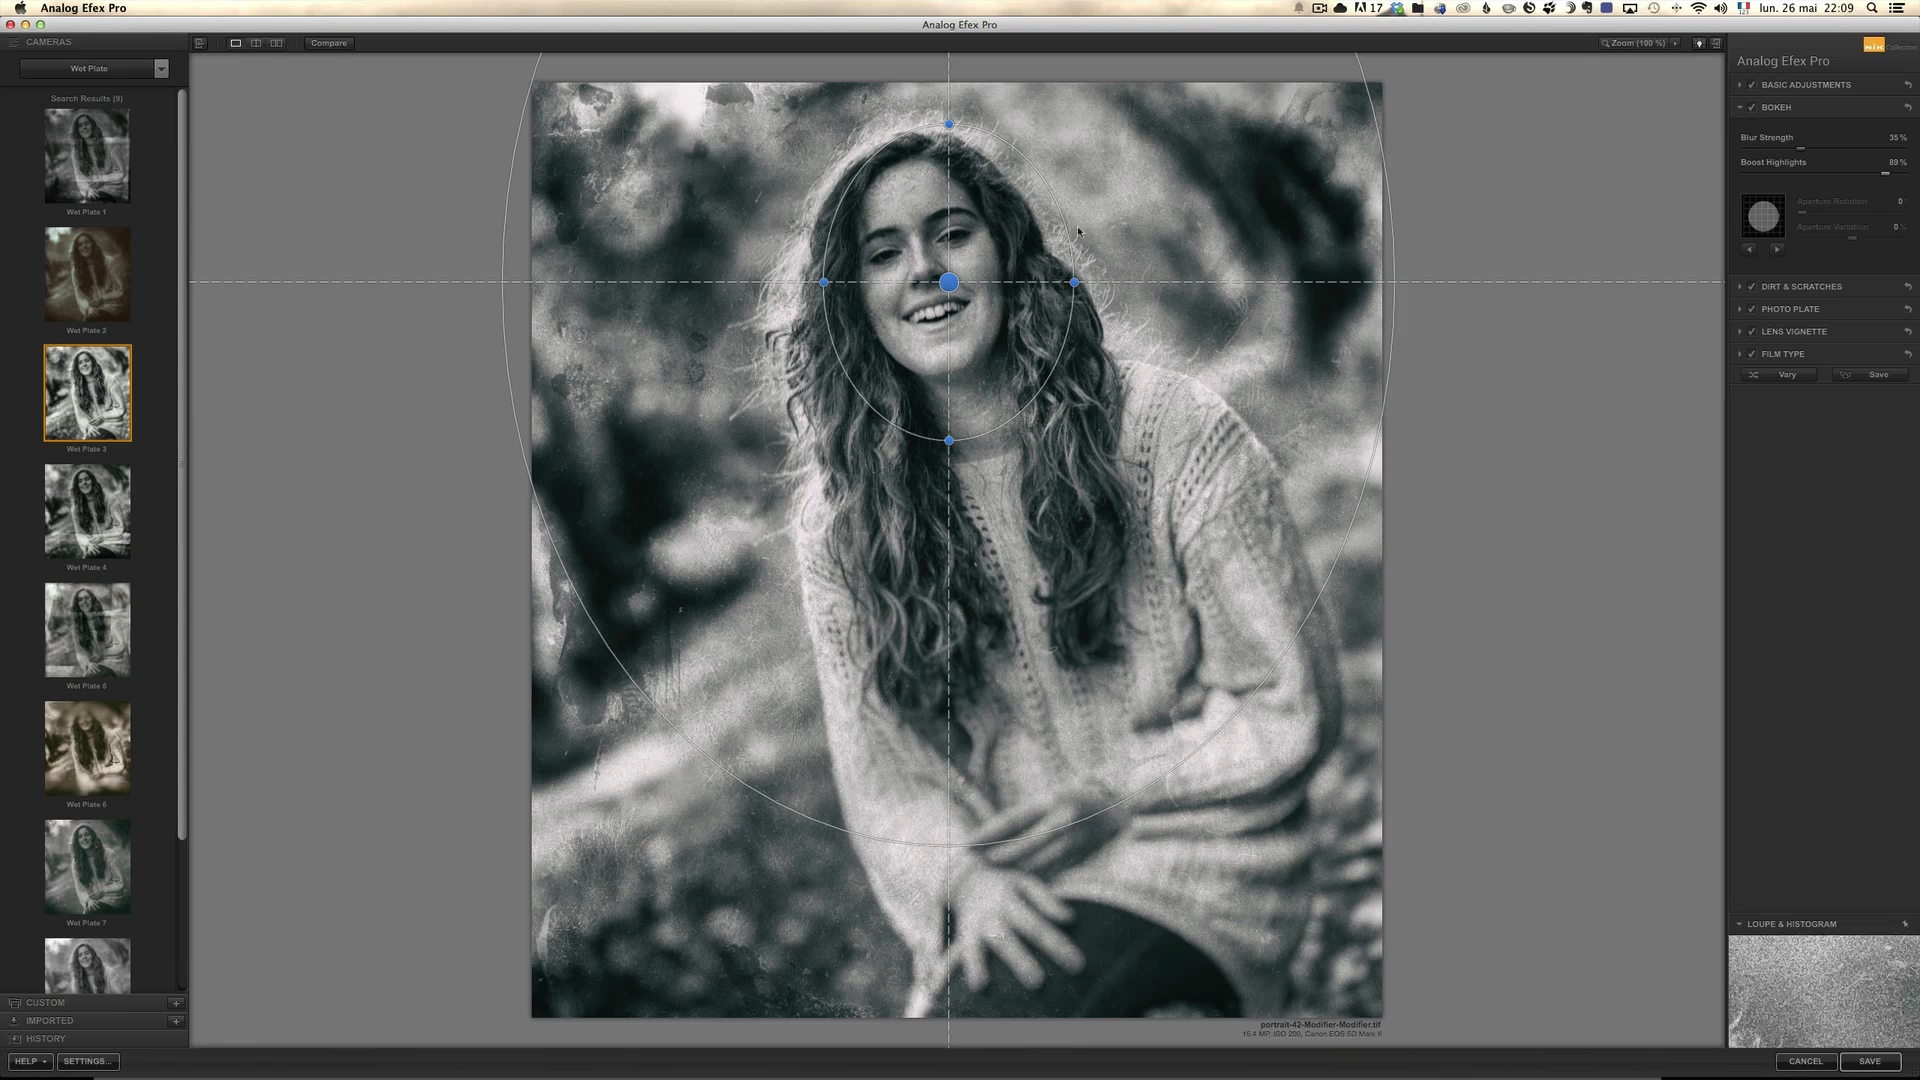 Analog Efex Pro
17
lun. 26 mai 22:09
Analog Efex Pro
CAMERAS
Compare
Zoom (100 %)
Nik Collection
Wet Plate
Analog Efex Pro
Search Results (9)
BASIC ADJUSTMENTS
BOKEH
Blur Strength 35 %
Boost Highlights 89 %
Aperture Rotation 0 °
Aperture Variation 0 %
Wet Plate 1
Wet Plate 2
DIRT & SCRATCHES
PHOTO PLATE
LENS VIGNETTE
FILM TYPE
Vary Save
Wet Plate 3
Wet Plate 4
Wet Plate 5
Wet Plate 6
Wet Plate 7
LOUPE & HISTOGRAM
CUSTOM
IMPORTED
HISTORY
portrait-42-Modifier-Modifier.tif
15.4 MP, ISO 200, Canon EOS 5D Mark II
HELP SETTINGS...
CANCEL SAVE